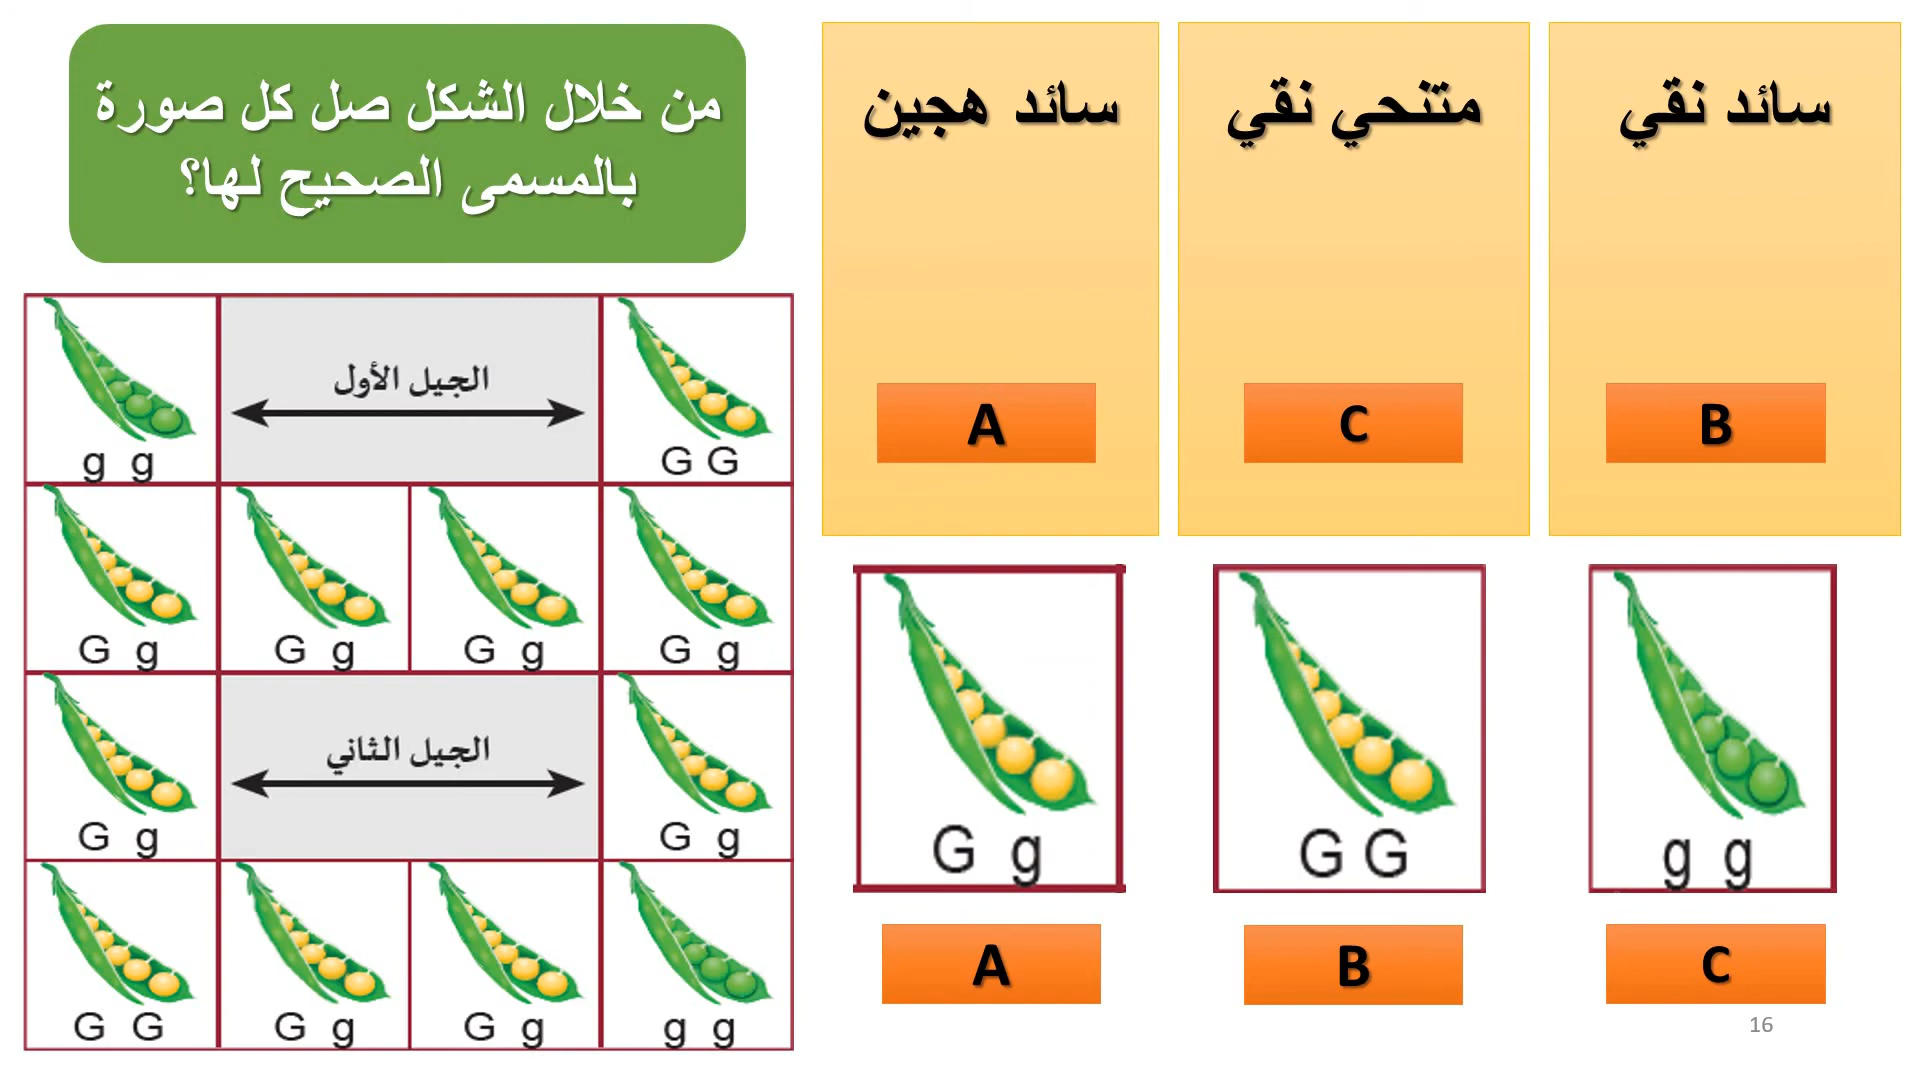 من خلال الشكل صل كل صورة
بالمسمى الصحيح لها؟
سائد نقي
متنحي نقي
سائد هجين
B
C
A
الجيل الأول
g g
G G
G g
G g
G g
G g
الجيل الثاني
G g
G g
G G
G g
G g
g g
G g
G G
g g
A
B
C
16